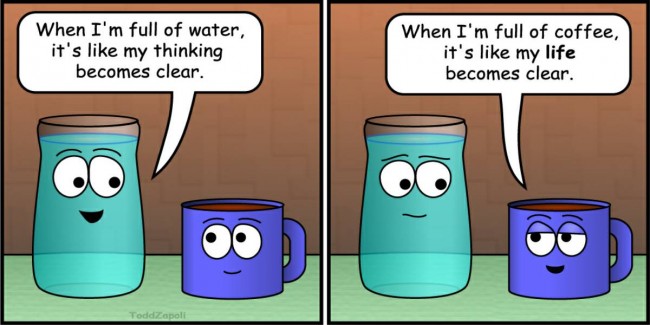 When I'm full of water,
it's like my thinking
becomes clear.
ToddZapoli
When I'm full of coffee,
it's like my life
becomes clear.